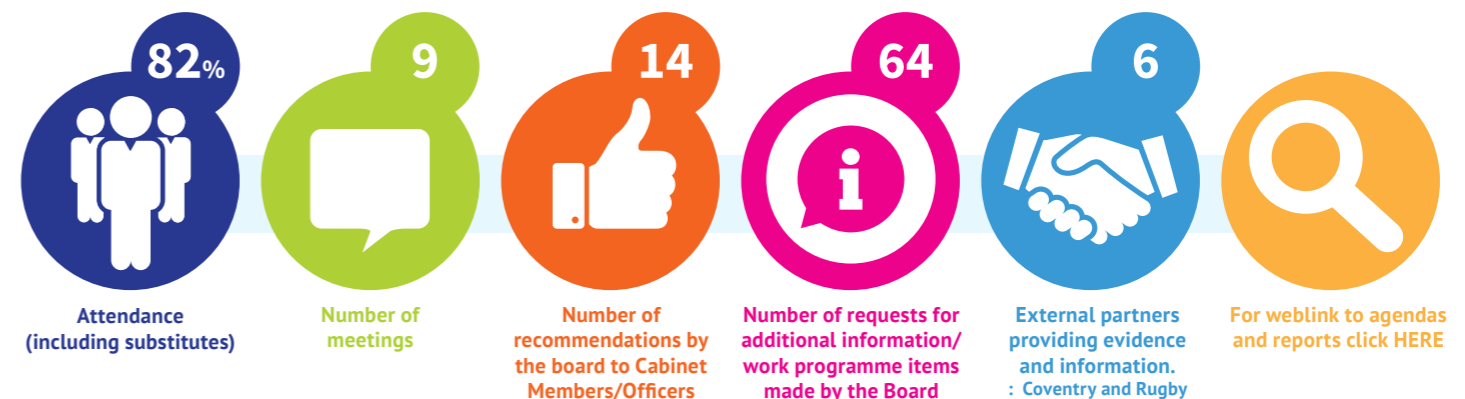 82%
9
14
64
6
Attendance
(including substitutes)
Number of
meetings
Number of
recommendations by
the board to Cabinet
Members/Officers
Number of requests for
additional information/
work programme items
made by the Board
External partners
providing evidence
and information.
: Coventry and Rugby
For weblink to agendas
and reports click HERE